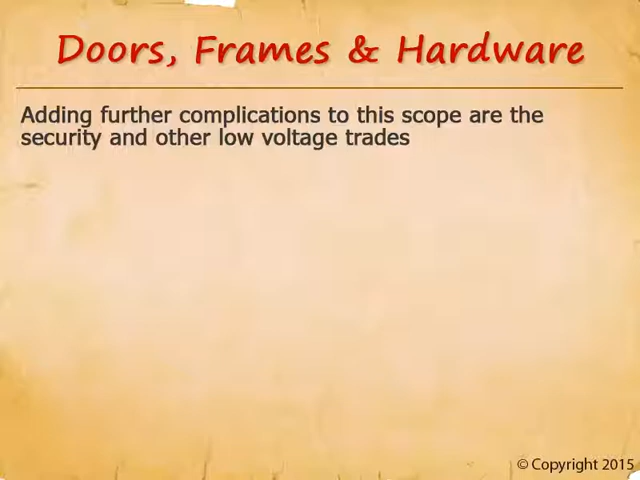 Doors, Frames & Hardware
Adding further complications to this scope are the
security and other low voltage trades
© Copyright 2015